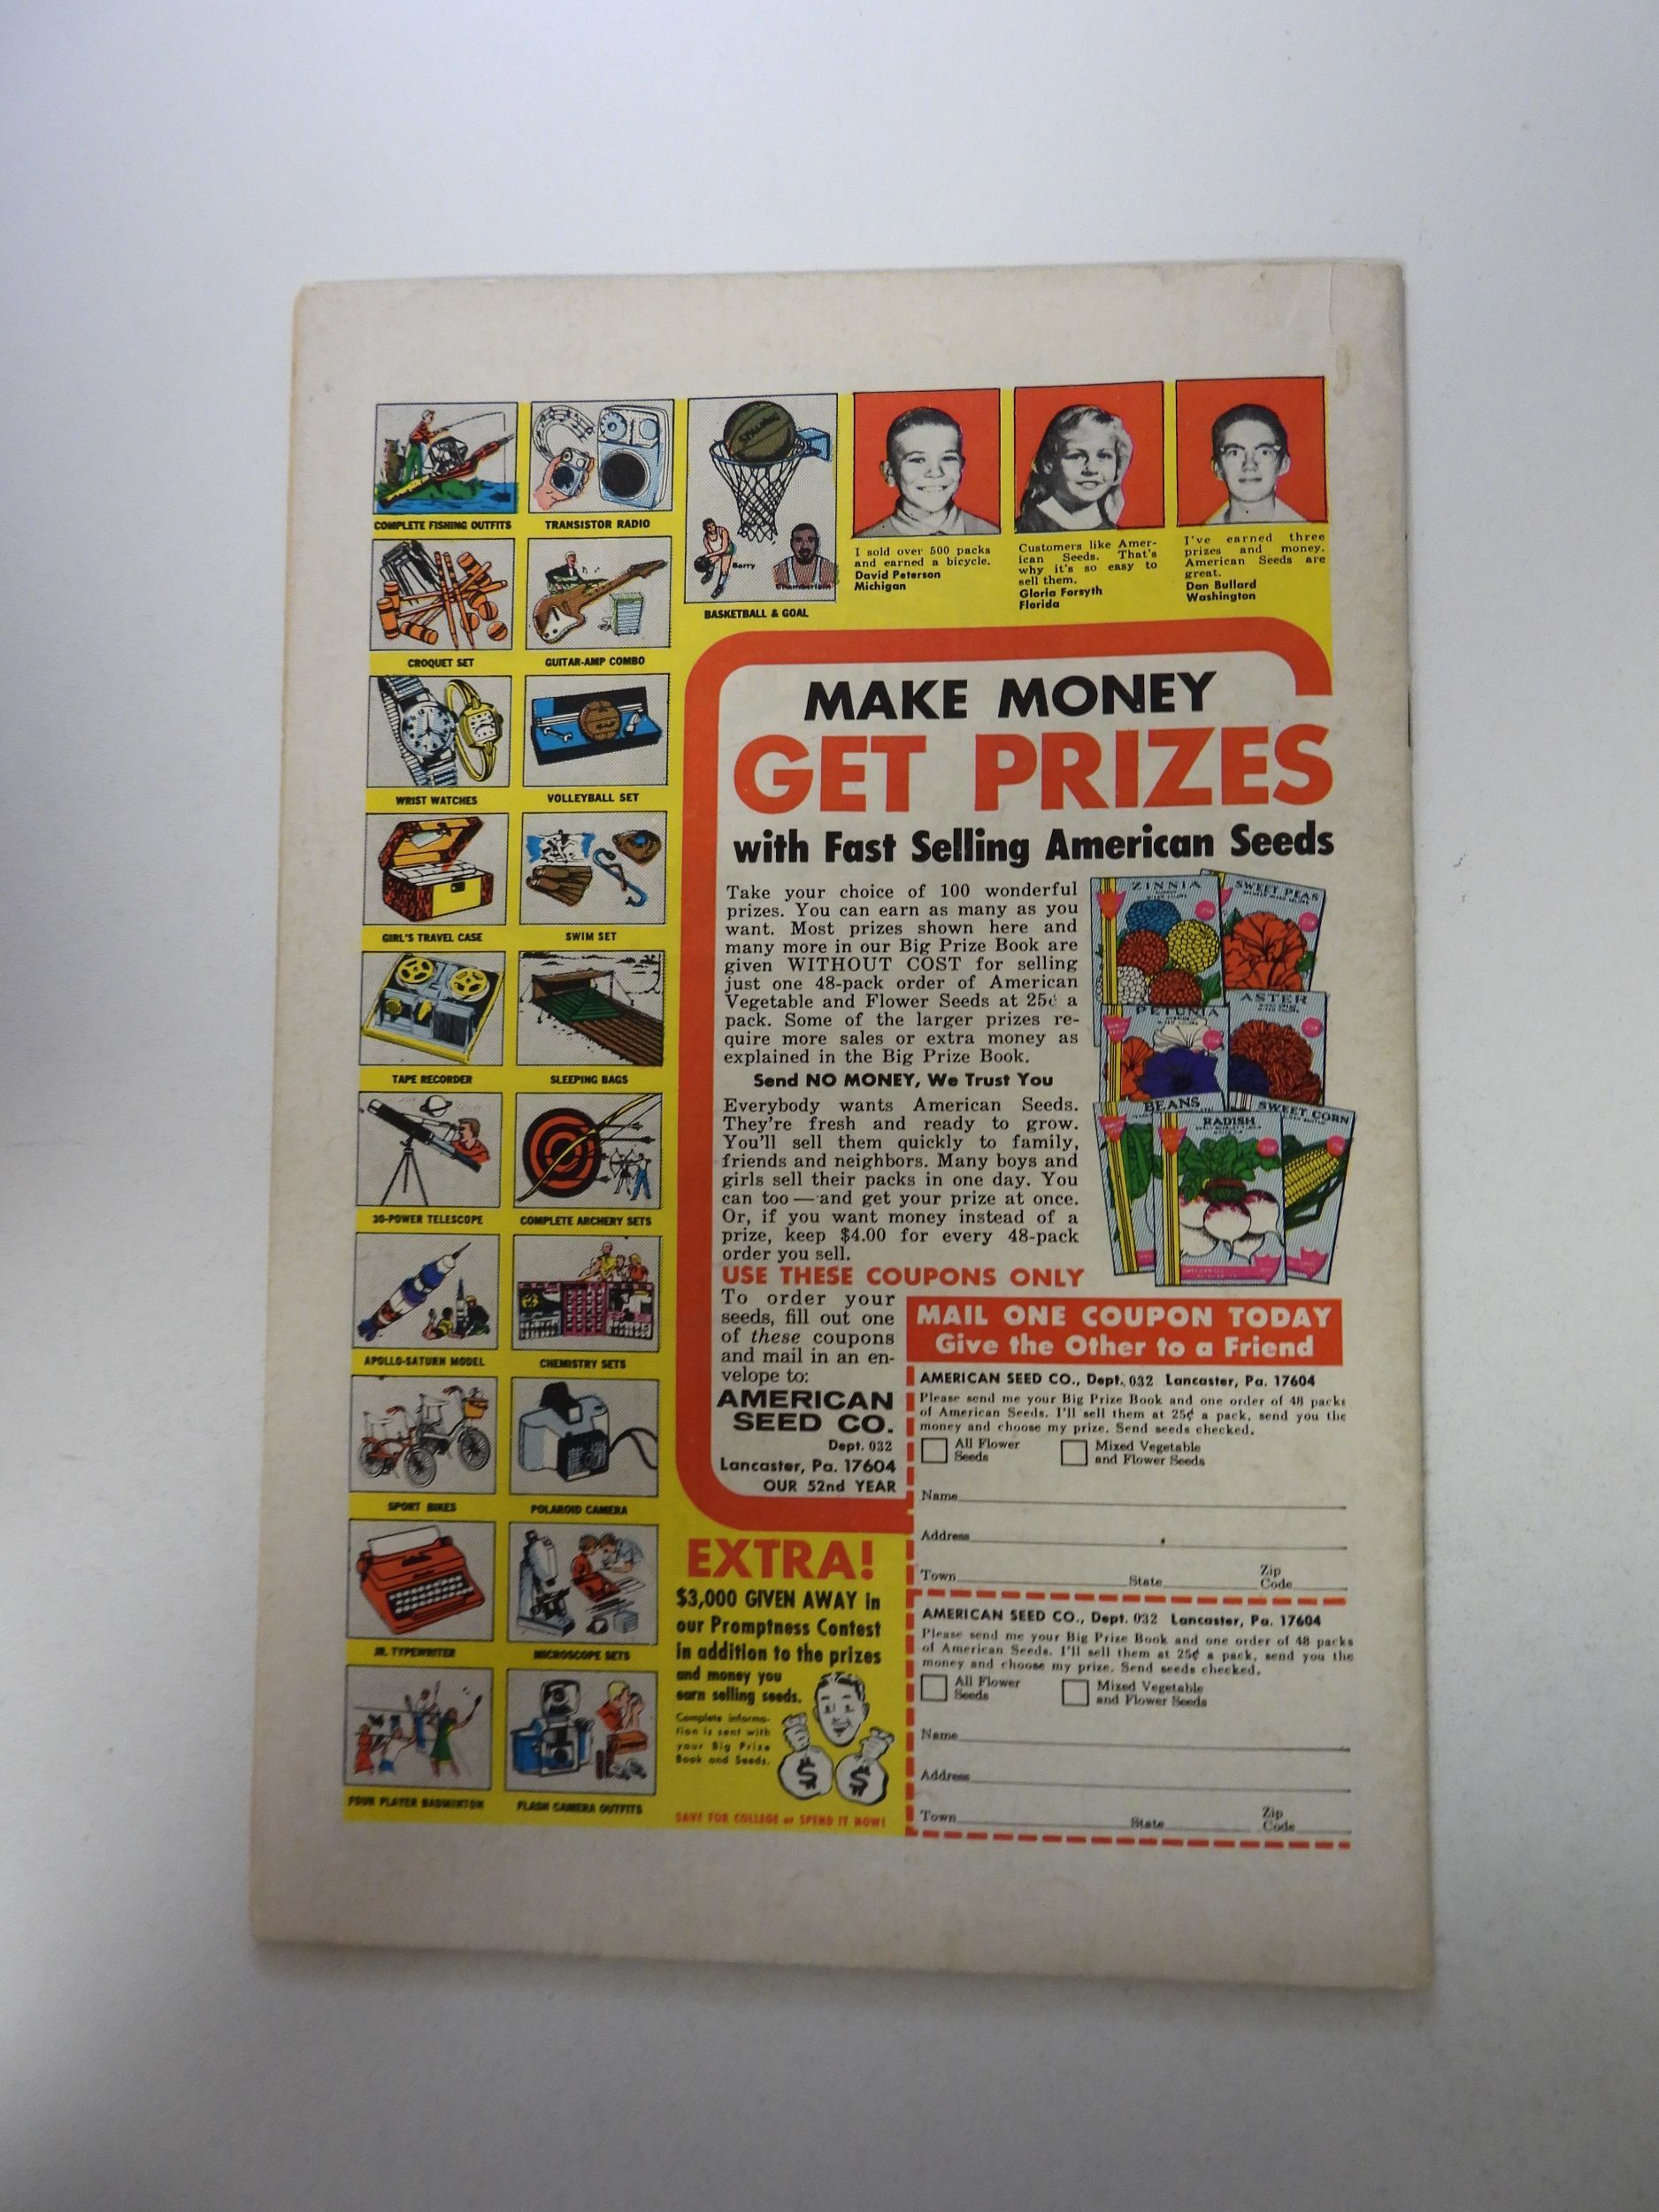 COMPLETE FISHING OUTFITS
TRANSISTOR RADIO
CROQUET SET
GUITAR-AMP COMBO
WRIST WATCHES
VOLLEYBALL SET
GIRL'S TRAVEL CASE
SWIM SET
TAPE RECORDER
SLEEPING BAGS
30-POWER TELESCOPE
COMPLETE ARCHERY SETS
APOLLO-SATURN MODEL
CHEMISTRY SETS
SPORT BIKES
POLAROID CAMERA
JR. TYPEWRITER
MICROSCOPE SETS
FOUR PLAYER BADMINTON
FLASH CAMERA OUTFITS
SPALDING
Barry
Chamberlain
BASKETBALL & GOAL
I sold over 500 packs
and earned a bicycle.
David Peterson
Michigan
Customers like Amer-
ican Seeds. That's
why it's so easy to
sell them.
Gloria Forsyth
Florida
I've earned three
prizes and money.
American Seeds are
great.
Dan Bullard
Washington
MAKE MONEY
GET PRIZES
with Fast Selling American Seeds
Take your choice of 100 wonderful
prizes. You can earn as many as you
want. Most prizes shown here and
many more in our Big Prize Book are
given WITHOUT COST for selling
just one 48-pack order of American
Vegetable and Flower Seeds at 25¢ a
pack. Some of the larger prizes re-
quire more sales or extra money as
explained in the Big Prize Book.
Send NO MONEY, We Trust You
Everybody wants American Seeds.
They're fresh and ready to grow.
You'll sell them quickly to family,
friends and neighbors. Many boys and
girls sell their packs in one day. You
can too — and get your prize at once.
Or, if you want money instead of a
prize, keep $4.00 for every 48-pack
order you sell.
ZINNIA
SWEET PEAS
PETUNIA
ASTER
BEANS
RADISH
SWEET CORN
USE THESE COUPONS ONLY
To order your
seeds, fill out one
of these coupons
and mail in an en-
velope to:
AMERICAN
SEED CO.
Dept. 032
Lancaster, Pa. 17604
OUR 52nd YEAR
EXTRA!
$3,000 GIVEN AWAY in
our Promptness Contest
in addition to the prizes
and money you
earn selling seeds.
Complete informa-
tion is sent with
your Big Prize
Book and Seeds.
$ $
SAVE FOR COLLEGE or SPEND IT NOW!
MAIL ONE COUPON TODAY
Give the Other to a Friend
AMERICAN SEED CO., Dept. 032 Lancaster, Pa. 17604
Please send me your Big Prize Book and one order of 48 packs
of American Seeds. I'll sell them at 25¢ a pack, send you the
money and choose my prize. Send seeds checked.
All Flower
Seeds
Mixed Vegetable
and Flower Seeds
Name
Address
Town State Zip
Code
AMERICAN SEED CO., Dept. 032 Lancaster, Pa. 17604
Please send me your Big Prize Book and one order of 48 packs
of American Seeds. I'll sell them at 25¢ a pack, send you the
money and choose my prize. Send seeds checked.
All Flower
Seeds
Mixed Vegetable
and Flower Seeds
Name
Address
Town State Zip
Code